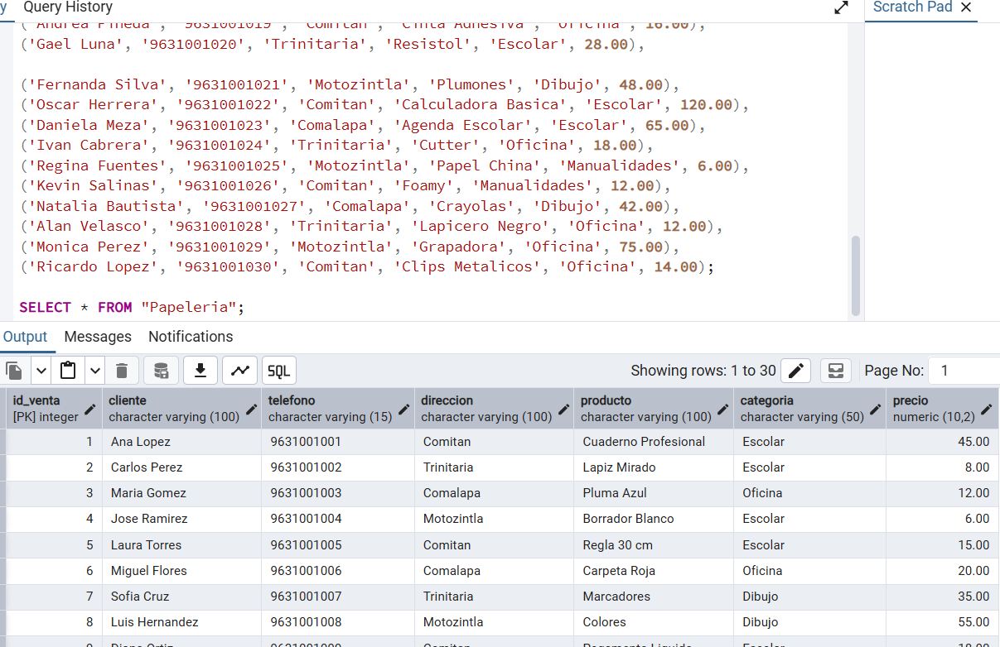 y Query History Scratch Pad
('Andrea Pineda', '9631001019', 'Comitan', 'Cinta Adhesiva', 'Oficina', 16.00),
('Gael Luna', '9631001020', 'Trinitaria', 'Resistol', 'Escolar', 28.00),
('Fernanda Silva', '9631001021', 'Motozintla', 'Plumones', 'Dibujo', 48.00),
('Oscar Herrera', '9631001022', 'Comitan', 'Calculadora Basica', 'Escolar', 120.00),
('Daniela Meza', '9631001023', 'Comalapa', 'Agenda Escolar', 'Escolar', 65.00),
('Ivan Cabrera', '9631001024', 'Trinitaria', 'Cutter', 'Oficina', 18.00),
('Regina Fuentes', '9631001025', 'Motozintla', 'Papel China', 'Manualidades', 6.00),
('Kevin Salinas', '9631001026', 'Comitan', 'Foamy', 'Manualidades', 12.00),
('Natalia Bautista', '9631001027', 'Comalapa', 'Crayolas', 'Dibujo', 42.00),
('Alan Velasco', '9631001028', 'Trinitaria', 'Lapicero Negro', 'Oficina', 12.00),
('Monica Perez', '9631001029', 'Motozintla', 'Grapadora', 'Oficina', 75.00),
('Ricardo Lopez', '9631001030', 'Comitan', 'Clips Metalicos', 'Oficina', 14.00);
SELECT * FROM "Papeleria";
Output Messages Notifications
SQL Showing rows: 1 to 30 Page No: 1
id_venta cliente telefono direccion producto categoria precio
[PK] integer character varying (100) character varying (15) character varying (100) character varying (100) character varying (50) numeric (10,2)
1 Ana Lopez 9631001001 Comitan Cuaderno Profesional Escolar 45.00
2 Carlos Perez 9631001002 Trinitaria Lapiz Mirado Escolar 8.00
3 Maria Gomez 9631001003 Comalapa Pluma Azul Oficina 12.00
4 Jose Ramirez 9631001004 Motozintla Borrador Blanco Escolar 6.00
5 Laura Torres 9631001005 Comitan Regla 30 cm Escolar 15.00
6 Miguel Flores 9631001006 Comalapa Carpeta Roja Oficina 20.00
7 Sofia Cruz 9631001007 Trinitaria Marcadores Dibujo 35.00
8 Luis Hernandez 9631001008 Motozintla Colores Dibujo 55.00